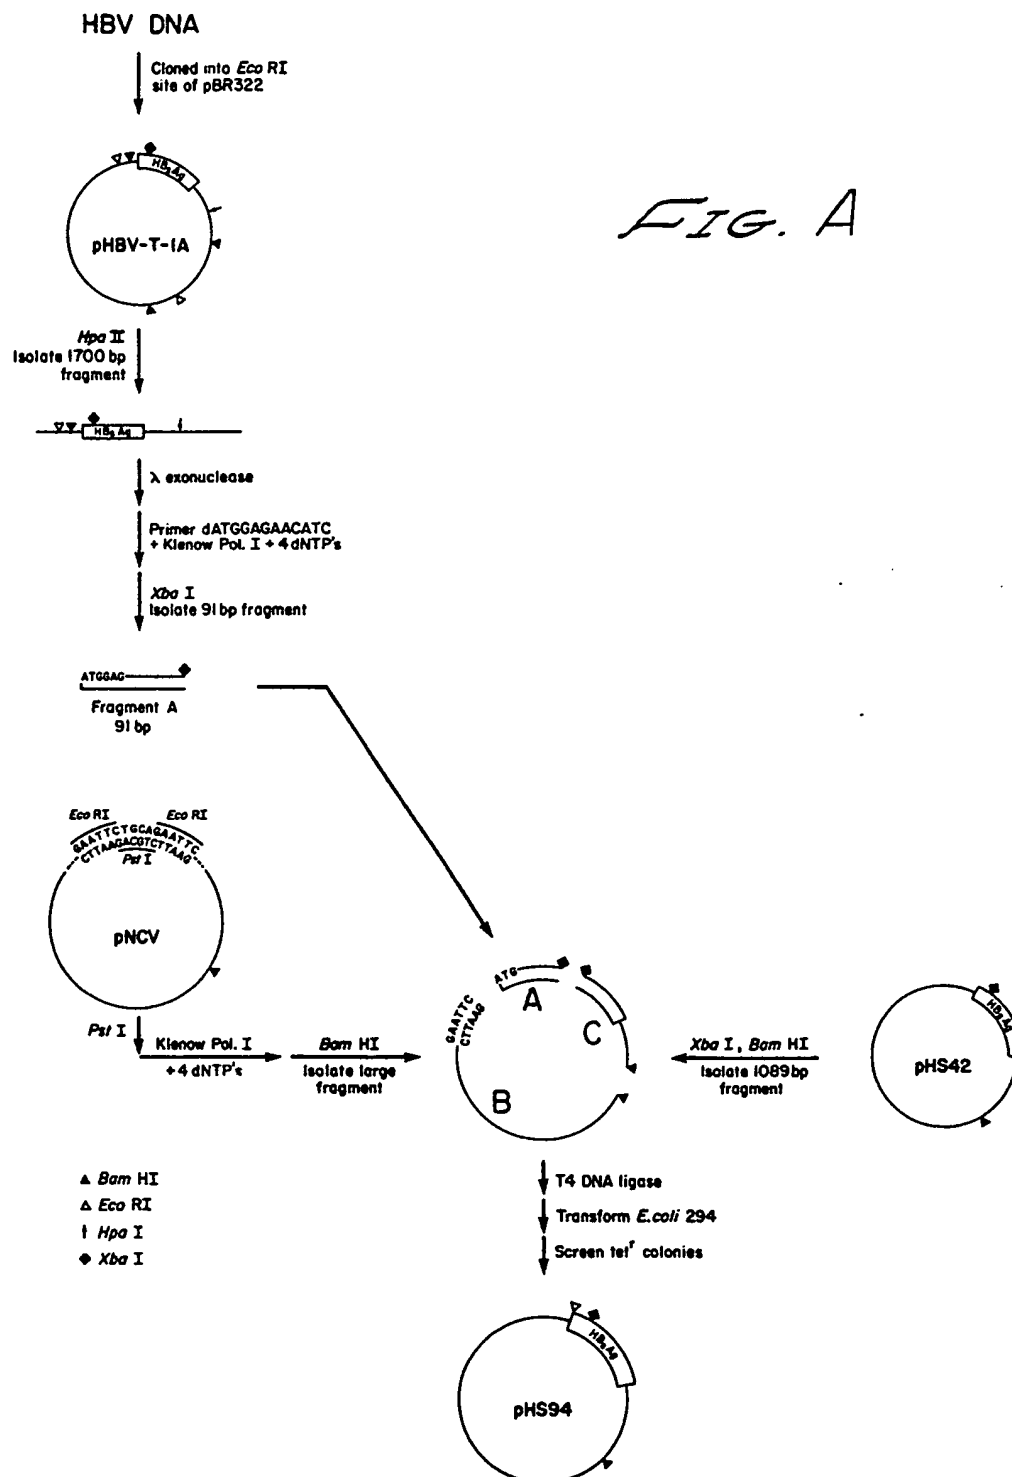 HBV DNA
Cloned into Eco RI
site of pBR322
HBsAg
pHBV-T-1A
FIG. A
Hpa II
Isolate 1700 bp
fragment
HBsAg
λ exonuclease
Primer dATGGAGAACATC
+ Klenow Pol. I + 4dNTP's
Xba I
Isolate 91 bp fragment
ATGGAG
Fragment A
91 bp
Eco RI
Eco RI
GAATTCTGCAGAATTC
CTTAAGACGTCTTAAG
Pst I
pNCV
Pst I
Klenow Pol. I
+ 4 dNTP's
Bam HI
Isolate large
fragment
GAATTC
CTTAAG
ATG
A
B
C
Xba I, Bam HI
Isolate 1089 bp
fragment
HBsAg
pHS42
▲ Bam HI
△ Eco RI
Hpa I
◆ Xba I
T4 DNA ligase
Transform E.coli 294
Screen tetʳ colonies
HBsAg
pHS94